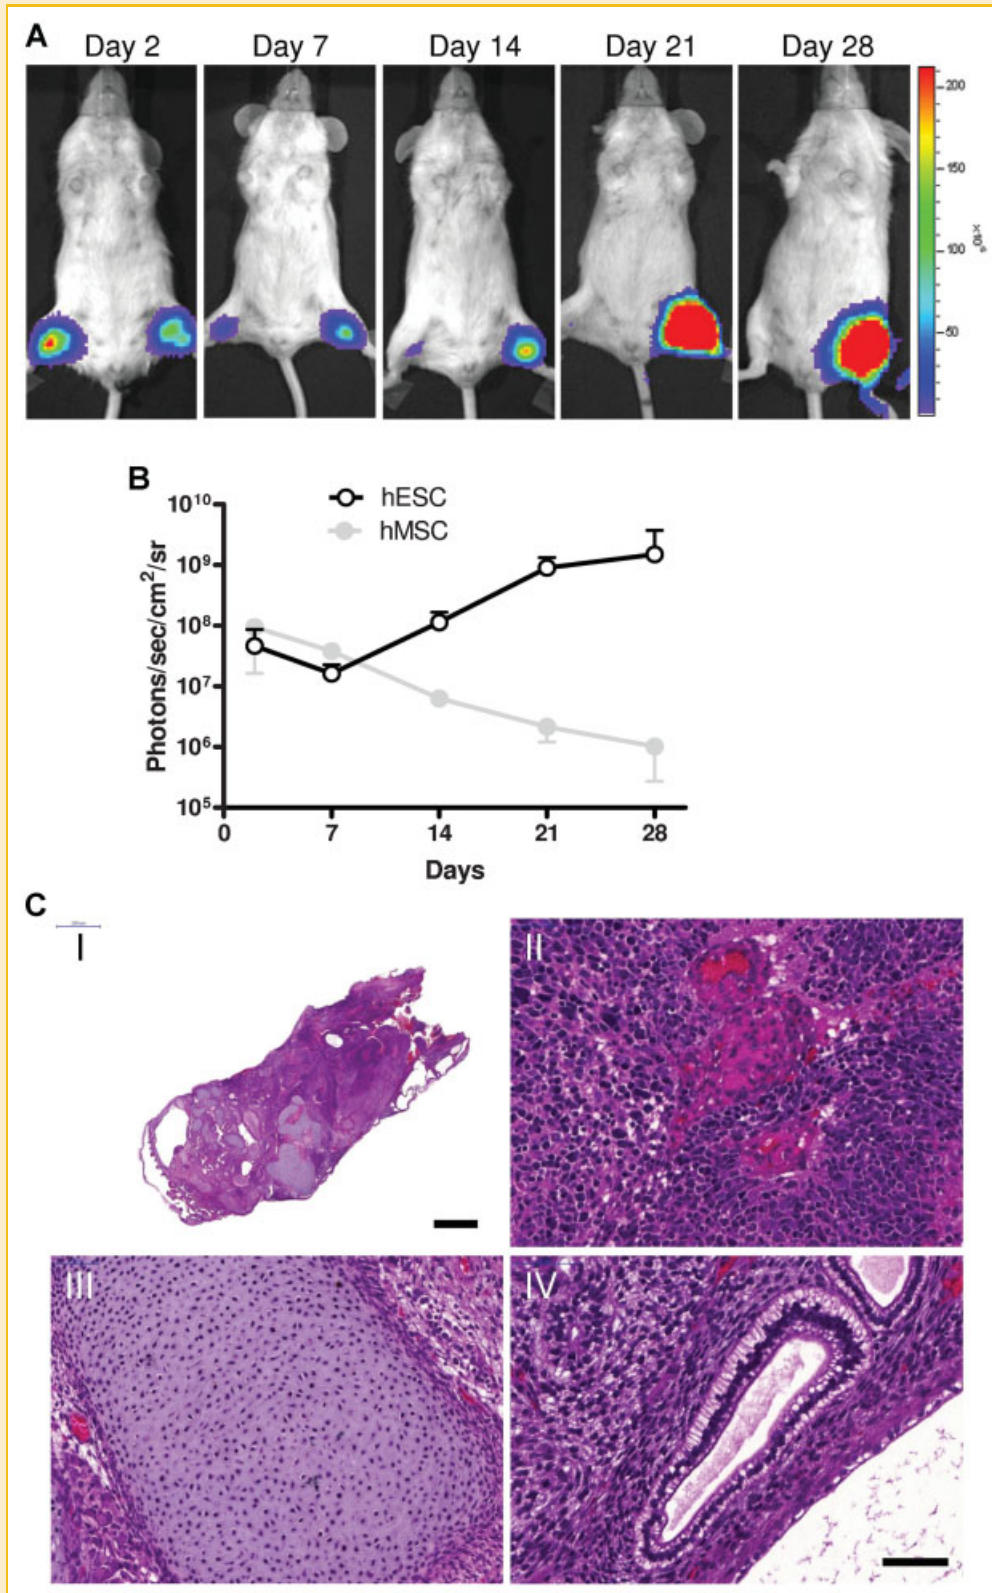 A
Day 2 Day 7 Day 14 Day 21 Day 28
200
150
100
50
×10⁶
B
hESC
hMSC
Photons/sec/cm²/sr
10¹⁰
10⁹
10⁸
10⁷
10⁶
10⁵
0 7 14 21 28
Days
C
I
II
III
IV